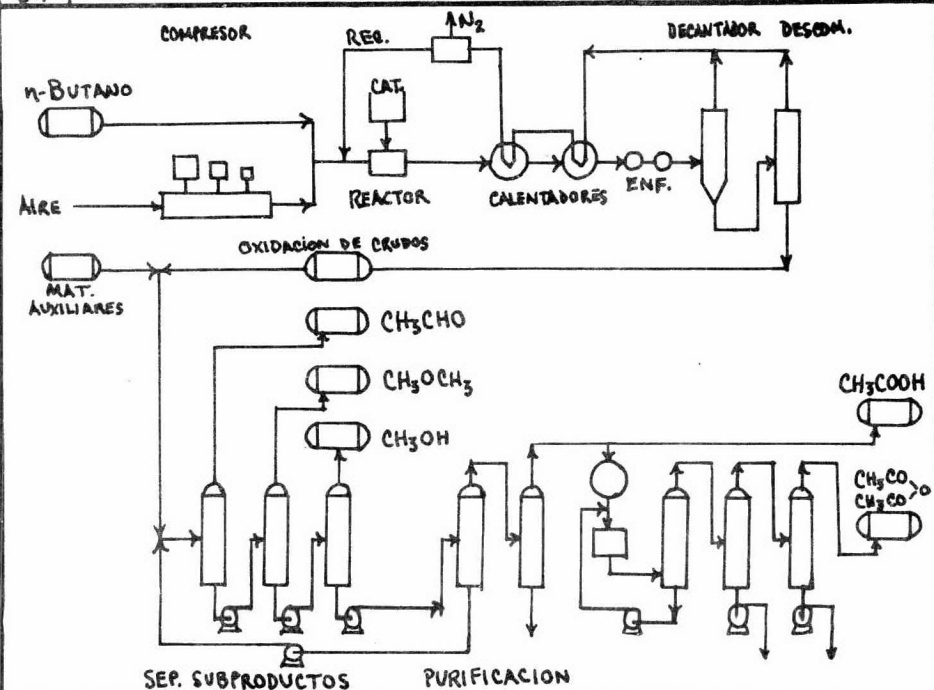 COMPRESOR
REC.
N₂
DECANTADOR DESCOM.
CAT.
n-BUTANO
AIRE
REACTOR
CALENTADORES
ENF.
OXIDACION DE CRUDOS
MAT.
AUXILIARES
CH₃CHO
CH₃OCH₃
CH₃OH
CH₃COOH
CH₃CO
CH₃CO >O
SEP. SUBPRODUCTOS
PURIFICACION